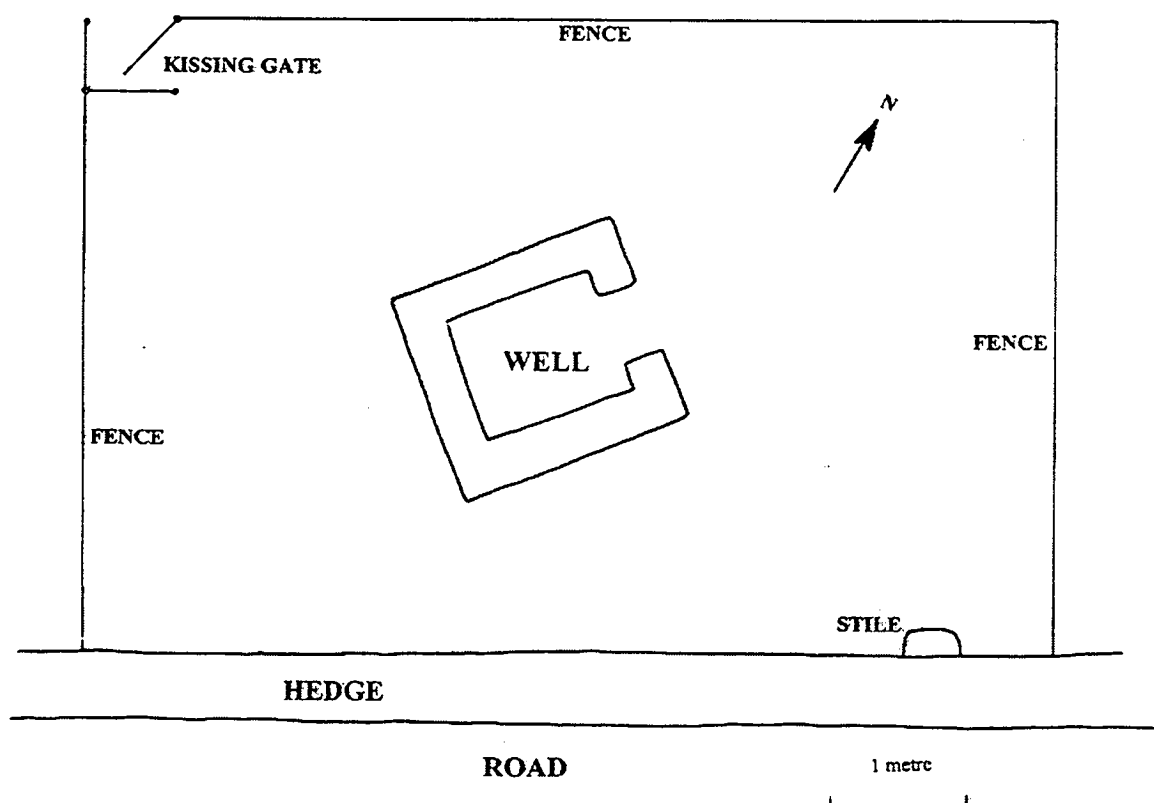 FENCE
KISSING GATE
N
WELL
FENCE
FENCE
STILE
HEDGE
ROAD
1 metre